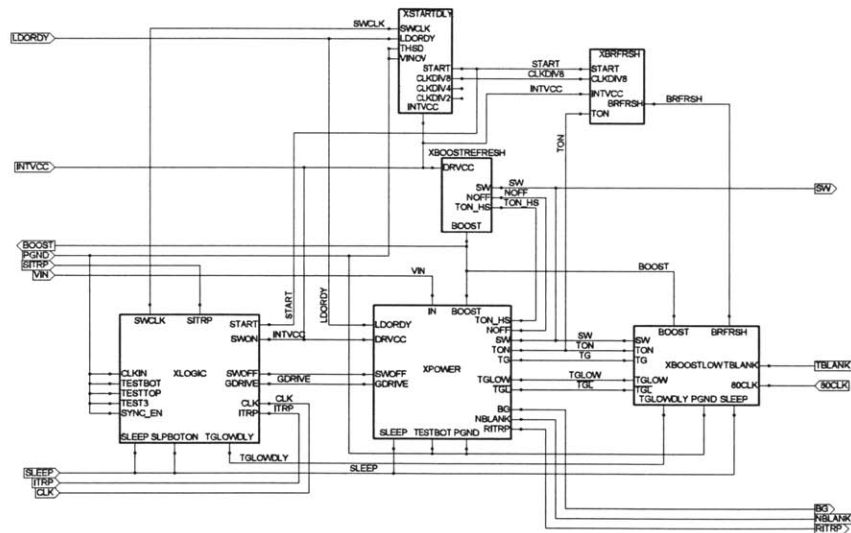 XSTARTDLY
SWCLK
SWCLK
LDORDY
LDORDY
THSD
VINOV
START
CLKDIV8
CLKDIV4
CLKDIV2
INTVCC
START
CLKDIV8
INTVCC
XBRFRSH
START
CLKDIV8
INTVCC
BRFRSH
TON
BRFRSH
TON
INTVCC
XBOOSTREFRESH
DRVCC
SW
NOFF
TON_HS
BOOST
SW
NOFF
TON_HS
SW
BOOST
PGND
SITRP
VIN
VIN
BOOST
START
LDORDY
SWCLK
SITRP
START
SWON
INTVCC
XLOGIC
CLKIN
TESTBOT
TESTTOP
TEST3
SYNC_EN
SWOFF
GDRIVE
GDRIVE
CLK
ITRP
CLK
ITRP
SLEEP
SLPBOTON
TGLOWDLY
IN
BOOST
LDORDY
DRVCC
XPOWER
SWOFF
GDRIVE
TON_HS
NOFF
SW
TON
TG
TGLOW
TGL
BG
NBLANK
RITRP
SLEEP
TESTBOT
PGND
SW
TON
TG
TGLOW
TGL
BOOST
BRFRSH
SW
TON
TG
XBOOSTLOW
TBLANK
TGLOW
TGL
80CLK
TGLOWDLY
PGND
SLEEP
TBLANK
80CLK
TGLOWDLY
SLEEP
SLEEP
ITRP
CLK
BG
NBLANK
RITRP